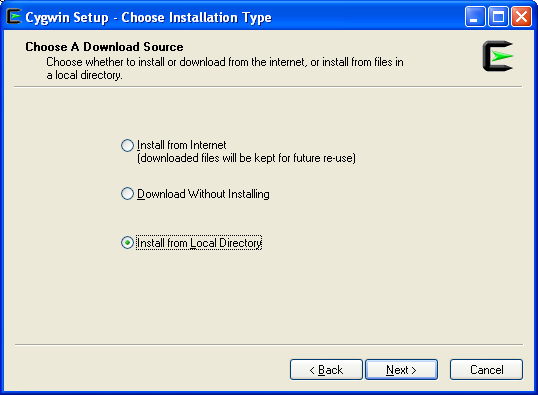 Cygwin Setup - Choose Installation Type
Choose A Download Source
Choose whether to install or download from the internet, or install from files in
a local directory.
Install from Internet
(downloaded files will be kept for future re-use)
Download Without Installing
Install from Local Directory
< Back
Next >
Cancel